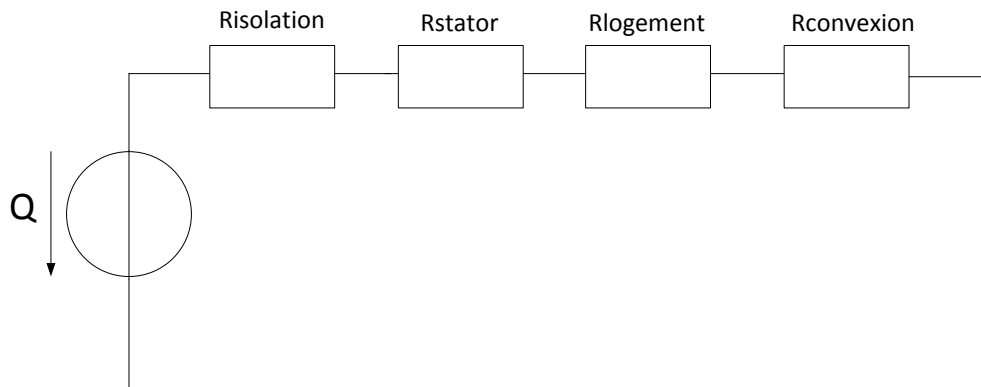 Risolation
Rstator
Rlogement
Rconvexion
Q